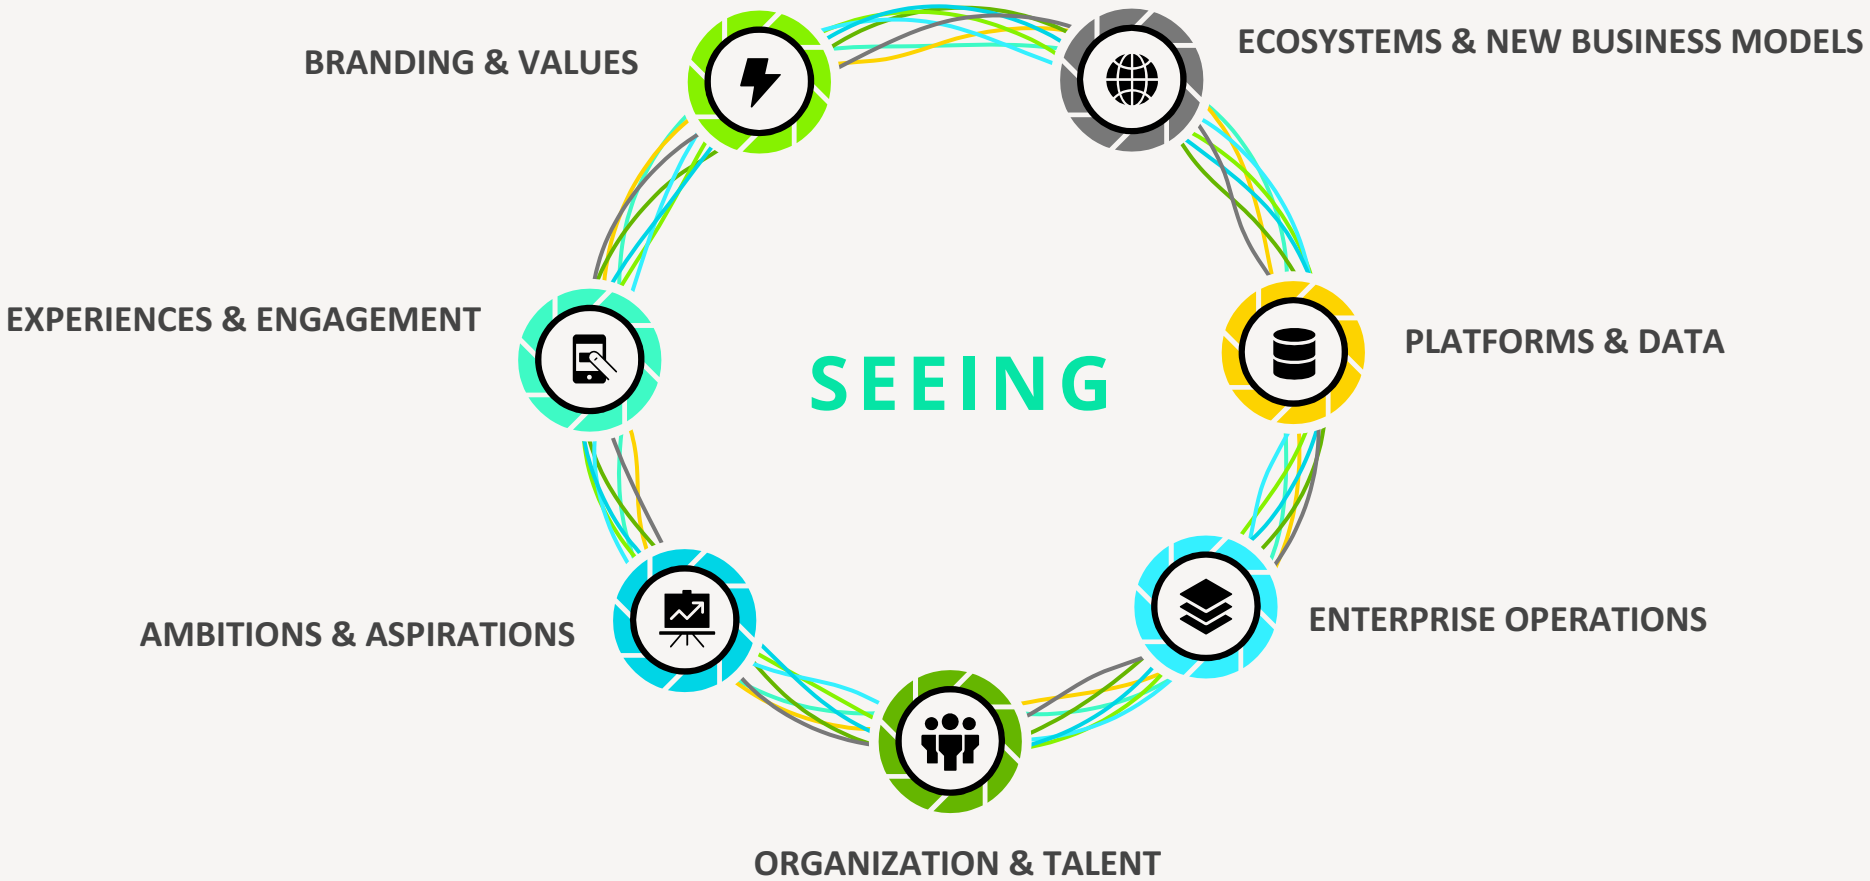 BRANDING & VALUES
ECOSYSTEMS & NEW BUSINESS MODELS
EXPERIENCES & ENGAGEMENT
SEEING
PLATFORMS & DATA
AMBITIONS & ASPIRATIONS
ENTERPRISE OPERATIONS
ORGANIZATION & TALENT